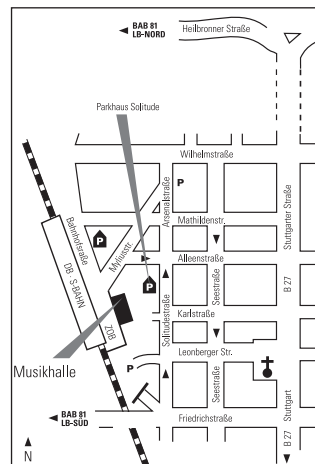 BAB 81
LB-NORD
Heilbronner Straße
Parkhaus Solitude
Wilhelmstraße
P
Arsenalstraße
Stuttgarter Straße
Mathildenstr.
Bahnhofsraße
P
Myliusstr.
Alleenstraße
DB - S-BAHN
P
Solitudestraße
Seestraße
B 27
Karlstraße
ZOB
Musikhalle
P
Leonberger Str.
Seestraße
BAB 81
LB-SÜD
Friedrichstraße
Stuttgart
B 27
N